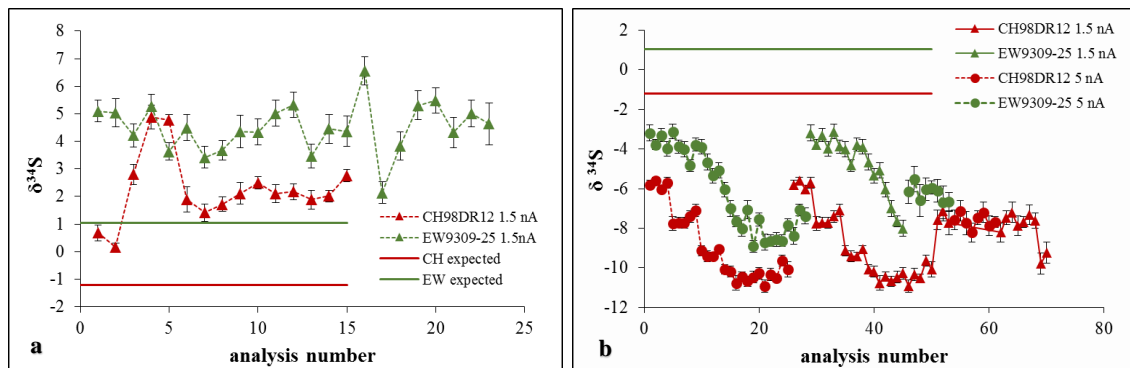 8
7
6
5
4
3
2
1
0
-1
-2
δ³⁴S
0 5 10 15 20 25
analysis number
a
CH98DR12 1.5 nA
EW9309-25 1.5nA
CH expected
EW expected
4
2
0
-2
-4
-6
-8
-10
-12
δ ³⁴S
0 20 40 60 80
analysis number
b
CH98DR12 1.5 nA
EW9309-25 1.5 nA
CH98DR12 5 nA
EW9309-25 5 nA